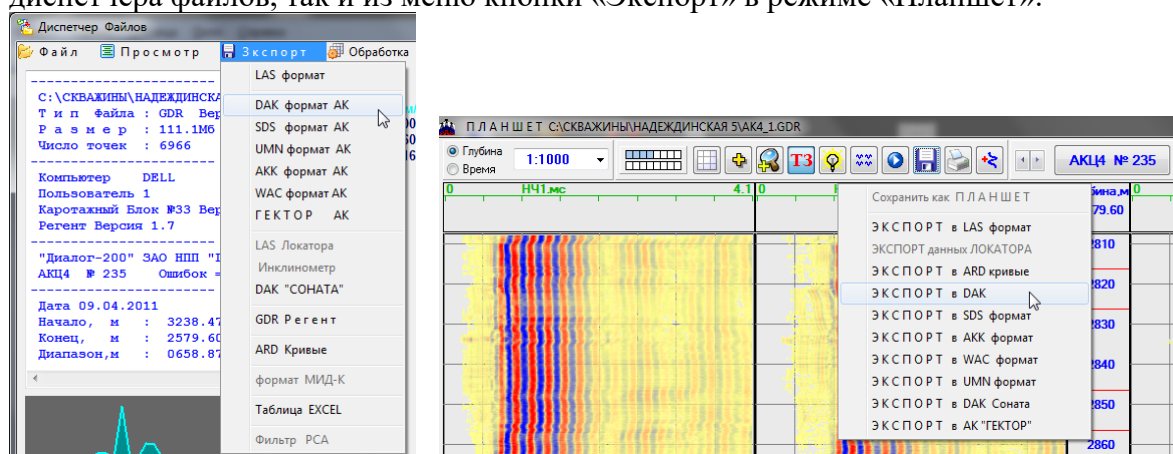 диспетчера файлов, так и из меню кнопки «Экспорт» в режиме «Планшет».
Диспетчер Файлов
Файл Просмотр Экспорт Обработка
C:\СКВАЖИНЫ\НАДЕЖДИНСКА
Тип Файла : GDR Вер
Размер : 111.1Мб
Число точек : 6966
Компьютер DELL
Пользователь 1
Каротажный Блок №33 Вер
Регент Версия 1.7
"Диалог-200" ЗАО НПП
АКЦ4 № 235 Ошибок =
Дата 09.04.2011
Начало, м : 3238.47
Конец, м : 2579.60
Диапазон,м : 0658.87
LAS формат
DAK формат АК
SDS формат АК
UMN формат АК
АКК формат АК
WAC формат АК
ГЕКТОР АК
LAS Локатора
Инклинометр
DAK "СОНАТА"
GDR Регент
ARD Кривые
формат МИД-К
Таблица EXCEL
Фильтр PCA
ПЛАНШЕТ C:\СКВАЖИНЫ\НАДЕЖДИНСКАЯ 5\AK4_1.GDR
Глубина
Время
1:1000
ТЗ
АКЦ4 № 235
0 НЧ1.мс 4.1 0
бина,м 0
79.60
Сохранить как ПЛАНШЕТ
ЭКСПОРТ в LAS формат
ЭКСПОРТ данных ЛОКАТОРА
ЭКСПОРТ в ARD кривые
ЭКСПОРТ в DAK
ЭКСПОРТ в SDS формат
ЭКСПОРТ в АКК формат
ЭКСПОРТ в WAC формат
ЭКСПОРТ в UMN формат
ЭКСПОРТ в DAK Соната
ЭКСПОРТ в АК "ГЕКТОР"
2810
2820
2830
2840
2850
2860